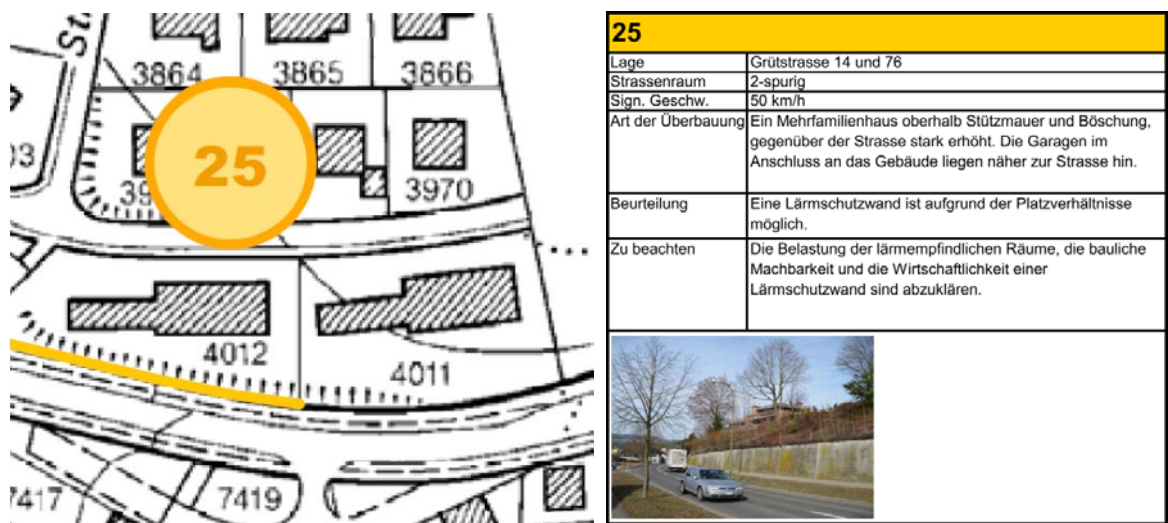 St
3864
3865
3866
03
25
39
3970
4012
4011
7417
7419
25
Lage Grütstrasse 14 und 76
Strassenraum 2-spurig
Sign. Geschw. 50 km/h
Art der Überbauung Ein Mehrfamilienhaus oberhalb Stützmauer und Böschung,
gegenüber der Strasse stark erhöht. Die Garagen im
Anschluss an das Gebäude liegen näher zur Strasse hin.
Beurteilung Eine Lärmschutzwand ist aufgrund der Platzverhältnisse
möglich.
Zu beachten Die Belastung der lärmempfindlichen Räume, die bauliche
Machbarkeit und die Wirtschaftlichkeit einer
Lärmschutzwand sind abzuklären.